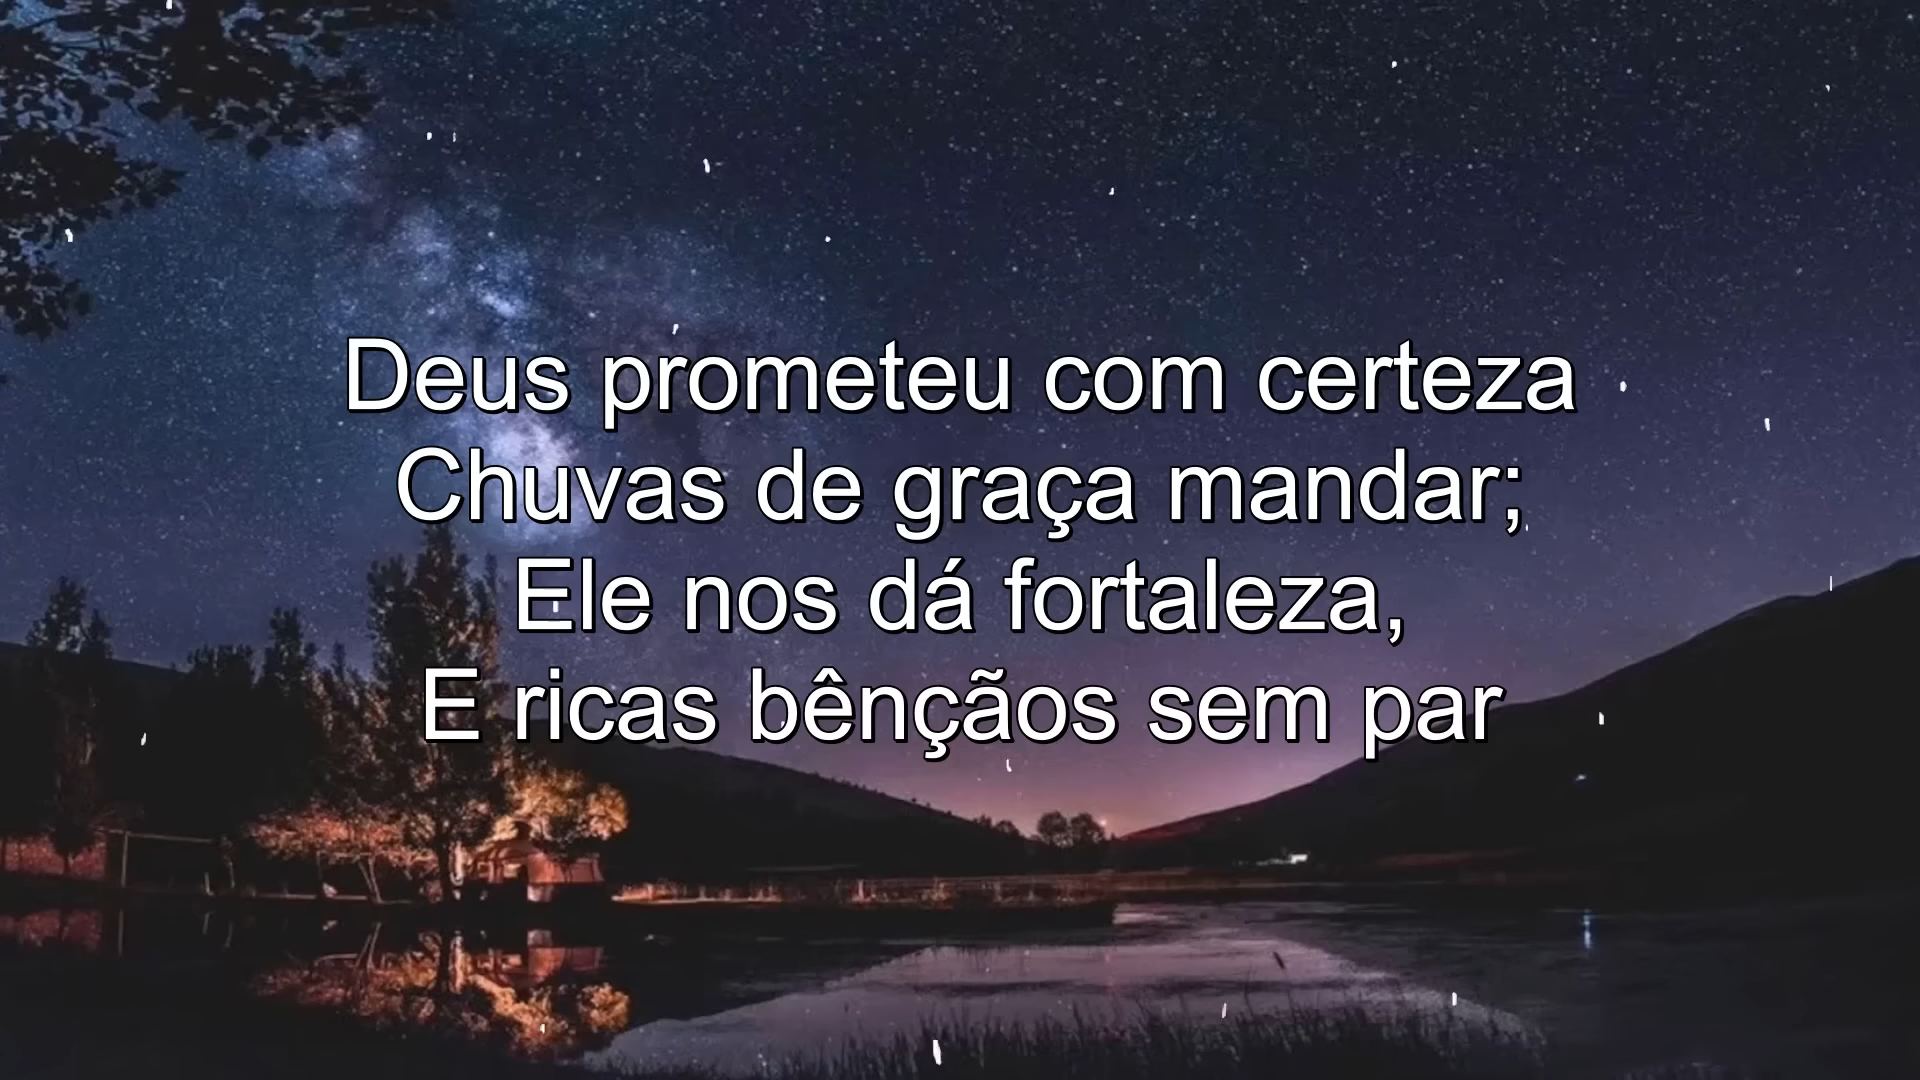 Deus prometeu com certeza
Chuvas de graça mandar;
Ele nos dá fortaleza,
E ricas bênçãos sem par